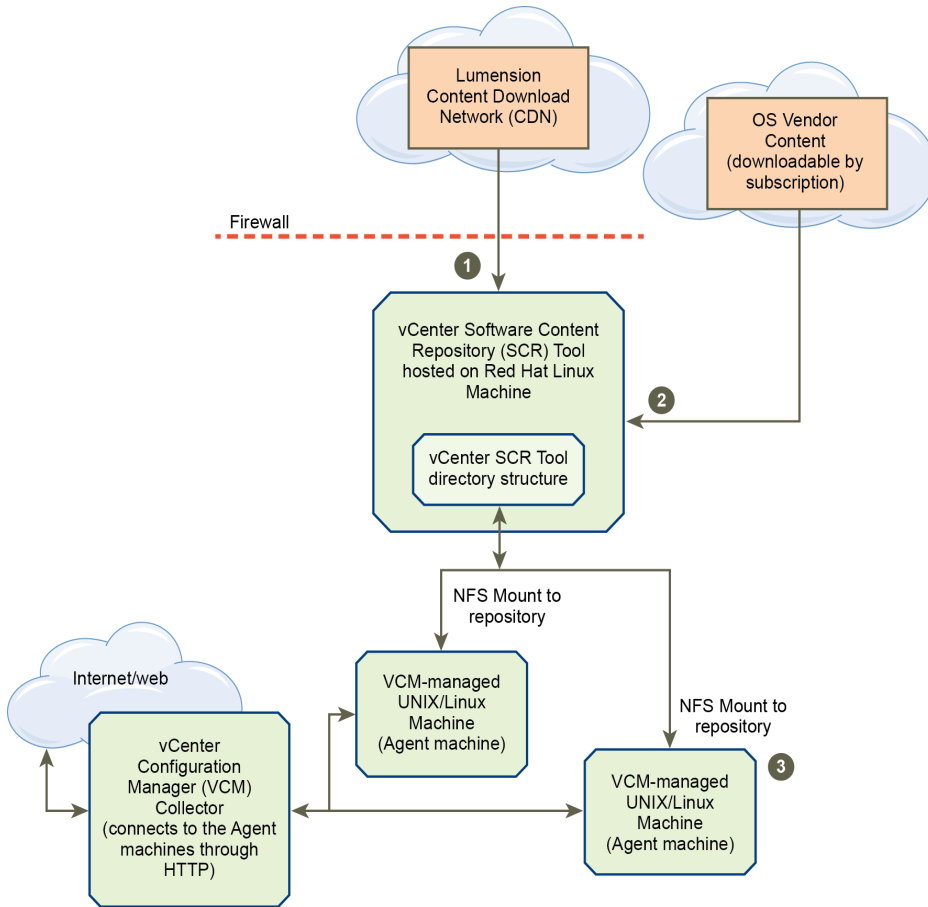 Lumension
Content Download
Network (CDN)
OS Vendor
Content
(downloadable by
subscription)
Firewall
1
vCenter Software Content
Repository (SCR) Tool
hosted on Red Hat Linux
Machine
2
vCenter SCR Tool
directory structure
NFS Mount to
repository
Internet/web
VCM-managed
UNIX/Linux
Machine
(Agent machine)
NFS Mount to
repository
vCenter
Configuration
Manager (VCM)
Collector
(connects to the Agent
machines through
HTTP)
3
VCM-managed
UNIX/Linux
Machine
(Agent machine)